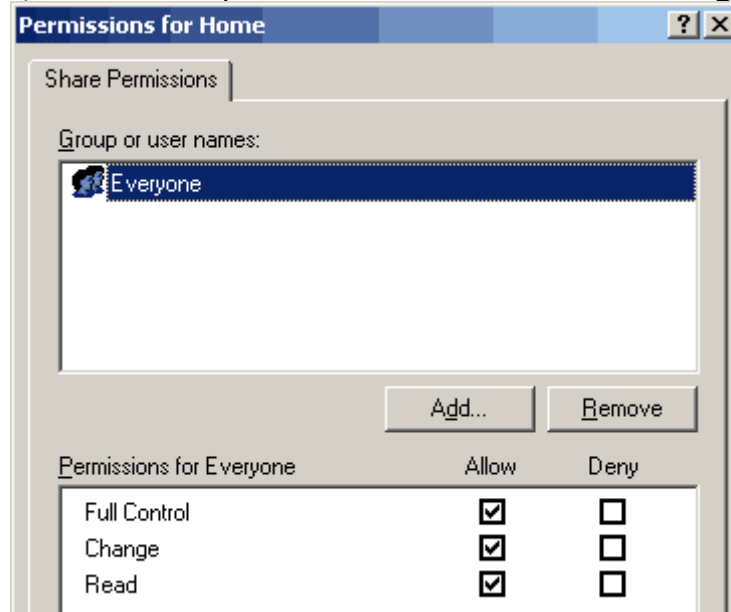 Permissions for Home
Share Permissions
Group or user names:
Everyone
Add... Remove
Permissions for Everyone Allow Deny
Full Control
Change
Read